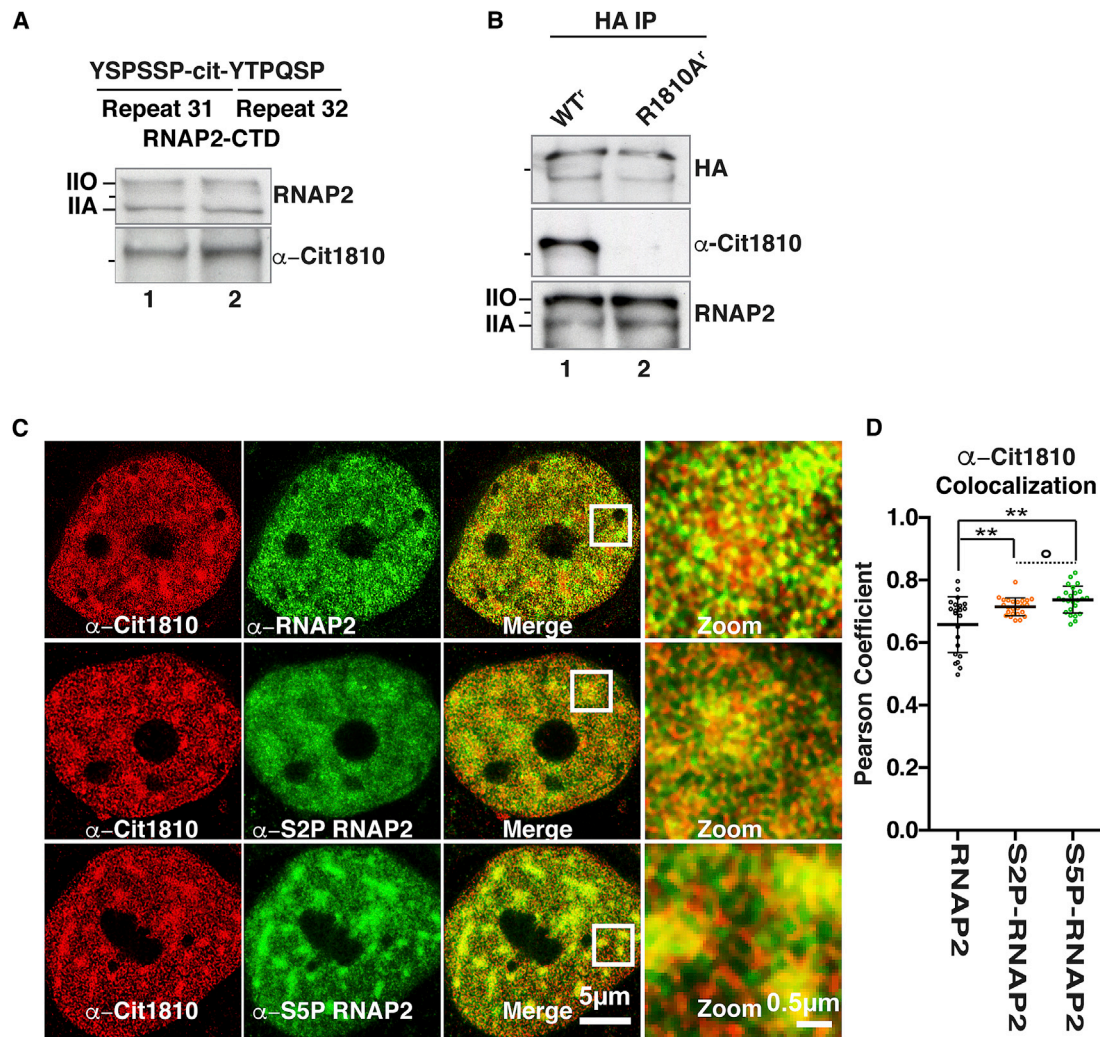 A
YSPSSP-cit-YTPQSP
Repeat 31 Repeat 32
RNAP2-CTD
IIO
IIA
RNAP2
α-Cit1810
1 2
B
HA IP
WTʳ R1810Aʳ
HA
α-Cit1810
IIO
IIA
RNAP2
1 2
C
α-Cit1810 α-RNAP2 Merge Zoom
α-Cit1810 α-S2P RNAP2 Merge Zoom
α-Cit1810 α-S5P RNAP2 Merge 5μm Zoom 0.5μm
D
α-Cit1810
Colocalization
** **
Pearson Coefficient
1.0
0.8
0.6
0.4
0.2
0.0
RNAP2
S2P-RNAP2
S5P-RNAP2